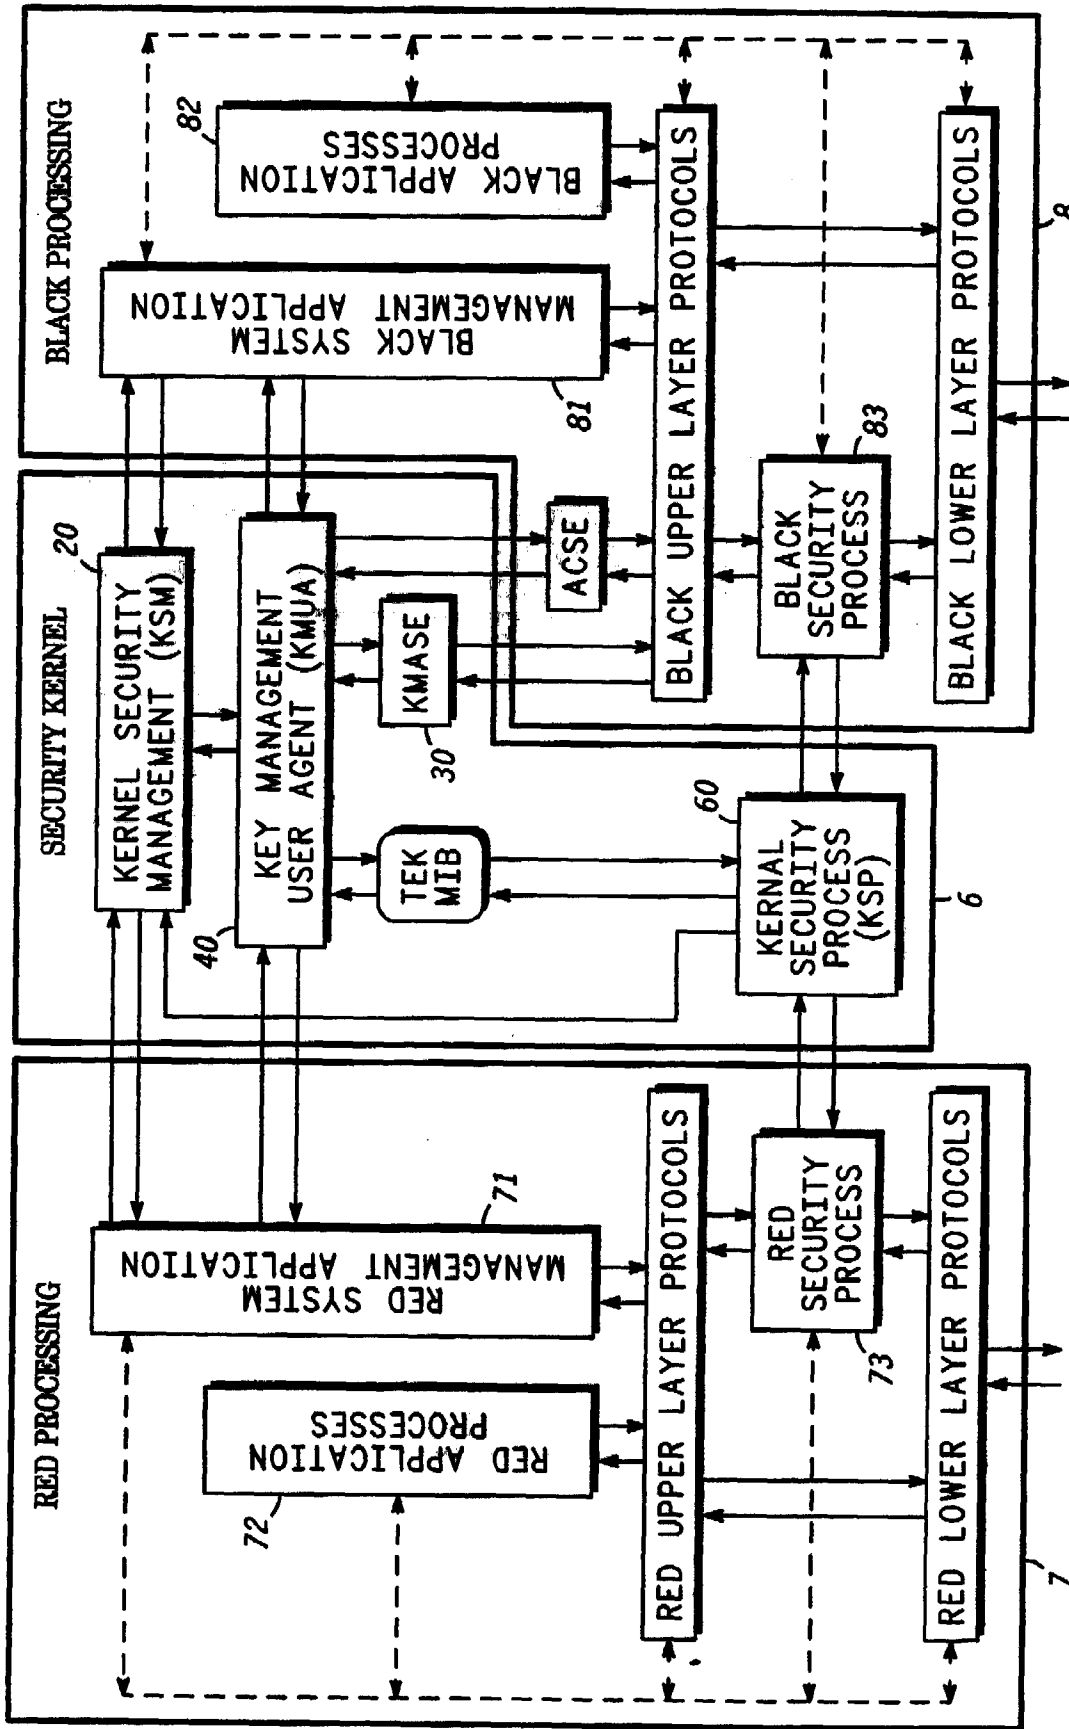 RED PROCESSING
72
RED APPLICATION
PROCESSES
RED SYSTEM
MANAGEMENT APPLICATION
71
RED UPPER LAYER PROTOCOLS
RED
SECURITY
PROCESS
73
RED LOWER LAYER PROTOCOLS
7
SECURITY KERNEL
20
KERNEL SECURITY
MANAGEMENT (KSM)
40
KEY MANAGEMENT
USER AGENT (KMUA)
TEK
MIB
KMASE
30
60
KERNAL
SECURITY
PROCESS
(KSP)
6
BLACK PROCESSING
BLACK SYSTEM
MANAGEMENT APPLICATION
81
82
BLACK APPLICATION
PROCESSES
ACSE
BLACK UPPER LAYER PROTOCOLS
BLACK
SECURITY
PROCESS
83
BLACK LOWER LAYER PROTOCOLS
8